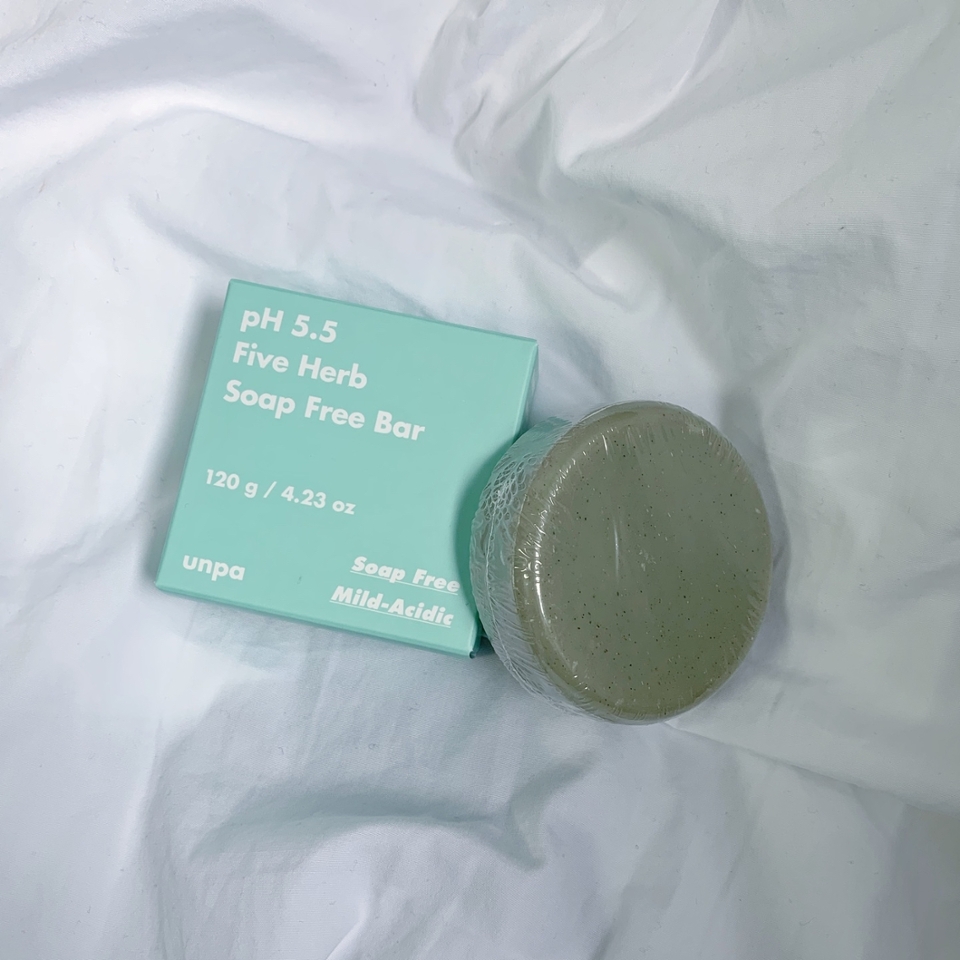 pH 5.5
Five Herb
Soap Free Bar
120 g / 4.23 oz
unpa
Soap Free
Mild-Acidic